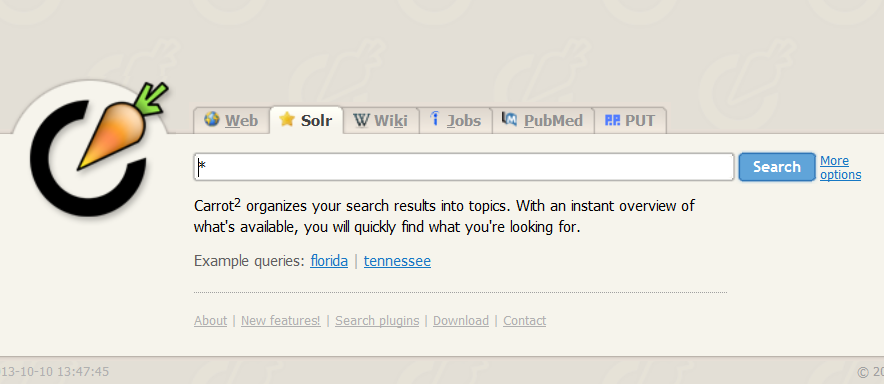 Web Solr Wiki Jobs PubMed P.P. PUT
* Search More options
Carrot2 organizes your search results into topics. With an instant overview of
what's available, you will quickly find what you're looking for.
Example queries: florida | tennessee
About | New features! | Search plugins | Download | Contact
13-10-10 13:47:45 © 20